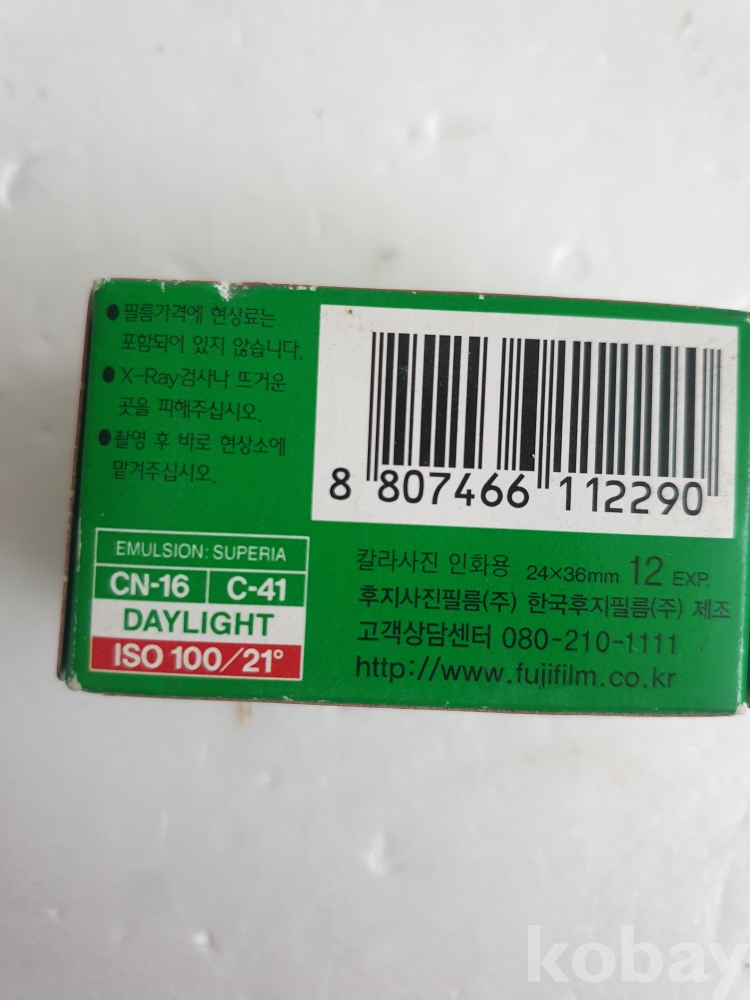 ● 필름가격에 현상료는
포함되어 있지 않습니다.
● X-Ray검사나 뜨거운
곳을 피해주십시오.
● 촬영 후 바로 현상소에
맡겨주십시오.
8 807466 112290
EMULSION: SUPERIA
CN-16 C-41
DAYLIGHT
ISO 100/21°
칼라사진 인화용 24×36mm 12 EXP.
후지사진필름(주) 한국후지필름(주) 제조
고객상담센터 080-210-1111
http://www.fujifilm.co.kr
kobay